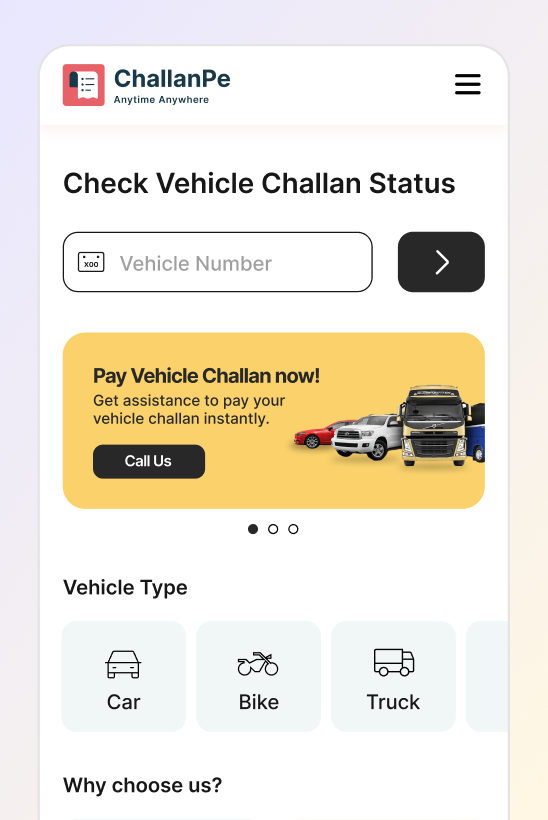 ChallanPe
Anytime Anywhere
Check Vehicle Challan Status
xoo
Vehicle Number
Pay Vehicle Challan now!
Get assistance to pay your
vehicle challan instantly.
Call Us
Vehicle Type
Car
Bike
Truck
Why choose us?